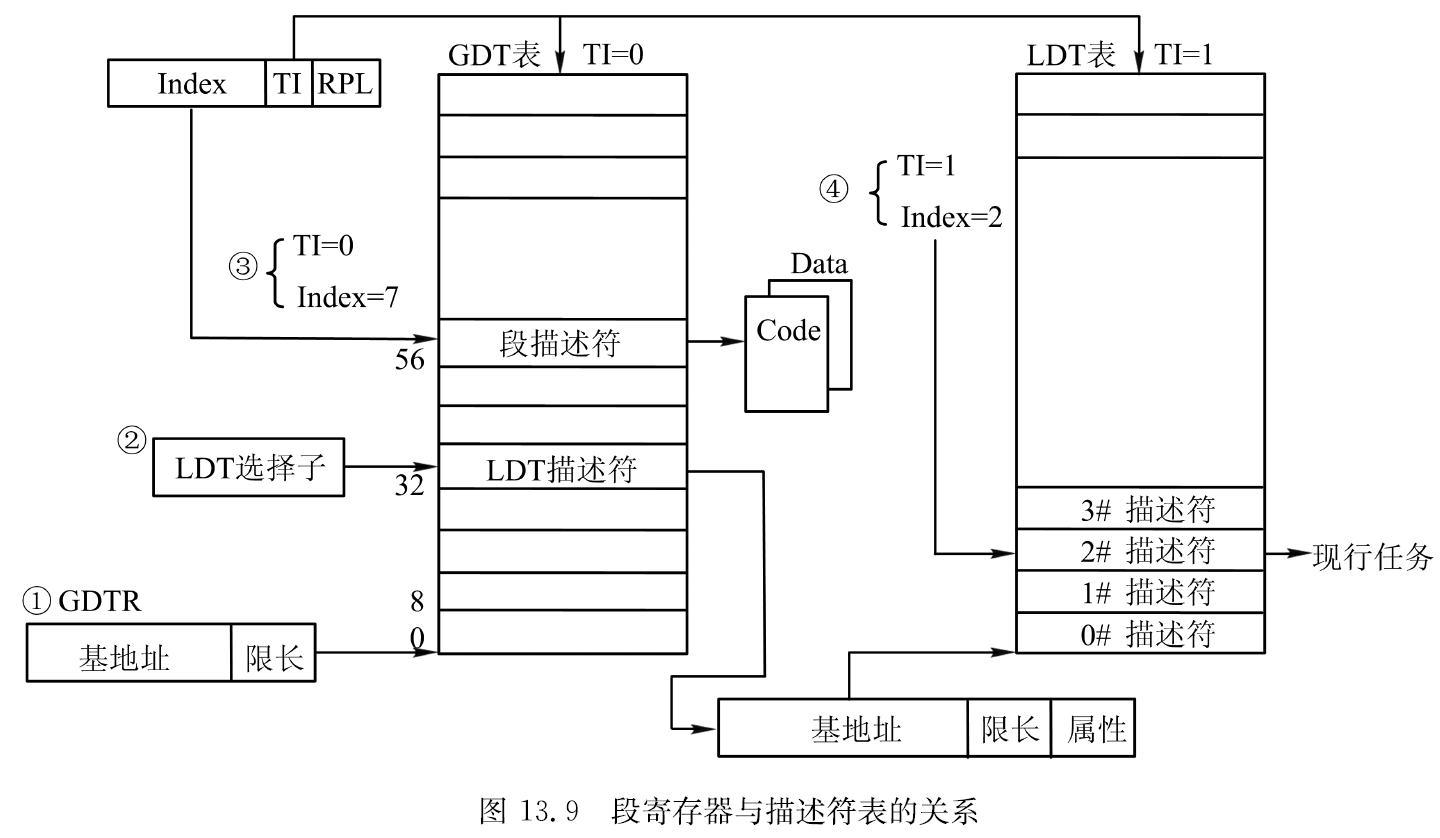 GDT表 TI=0
LDT表 TI=1
Index TI RPL
④ TI=1
Index=2
③ TI=0
Index=7
Data
Code
段描述符
56
②
LDT选择子
LDT描述符
32
3# 描述符
2# 描述符
现行任务
1# 描述符
0# 描述符
① GDTR
8
0
基地址 限长
基地址 限长 属性
图 13.9 段寄存器与描述符表的关系